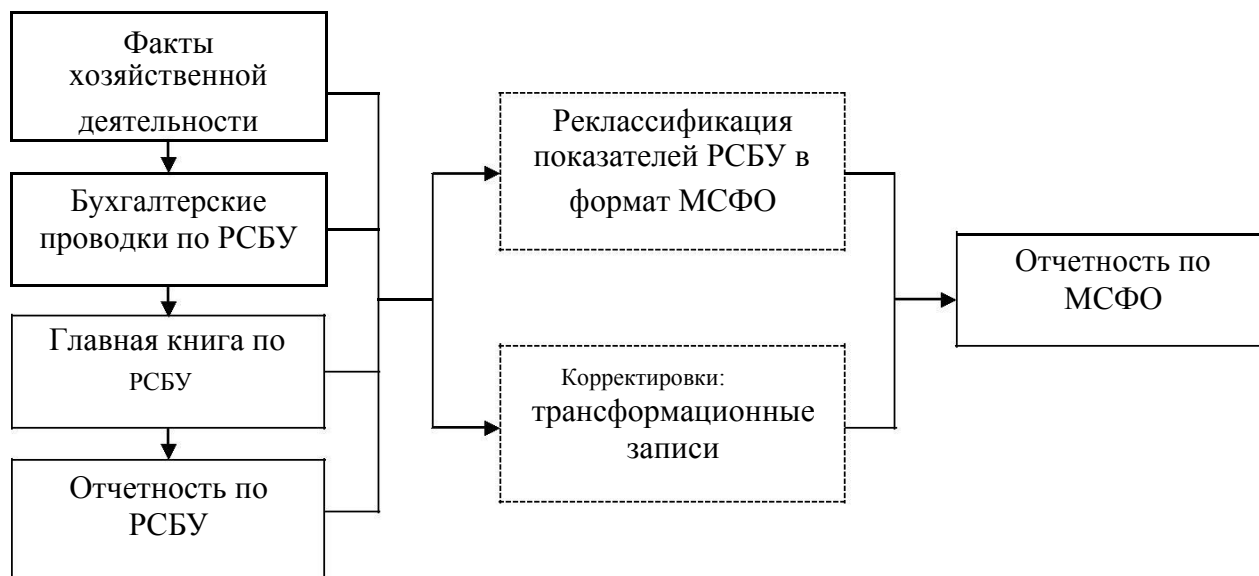 Факты
хозяйственной
деятельности
Бухгалтерские
проводки по РСБУ
Главная книга по
РСБУ
Отчетность по
РСБУ
Реклассификация
показателей РСБУ в
формат МСФО
Корректировки:
трансформационные
записи
Отчетность по
МСФО